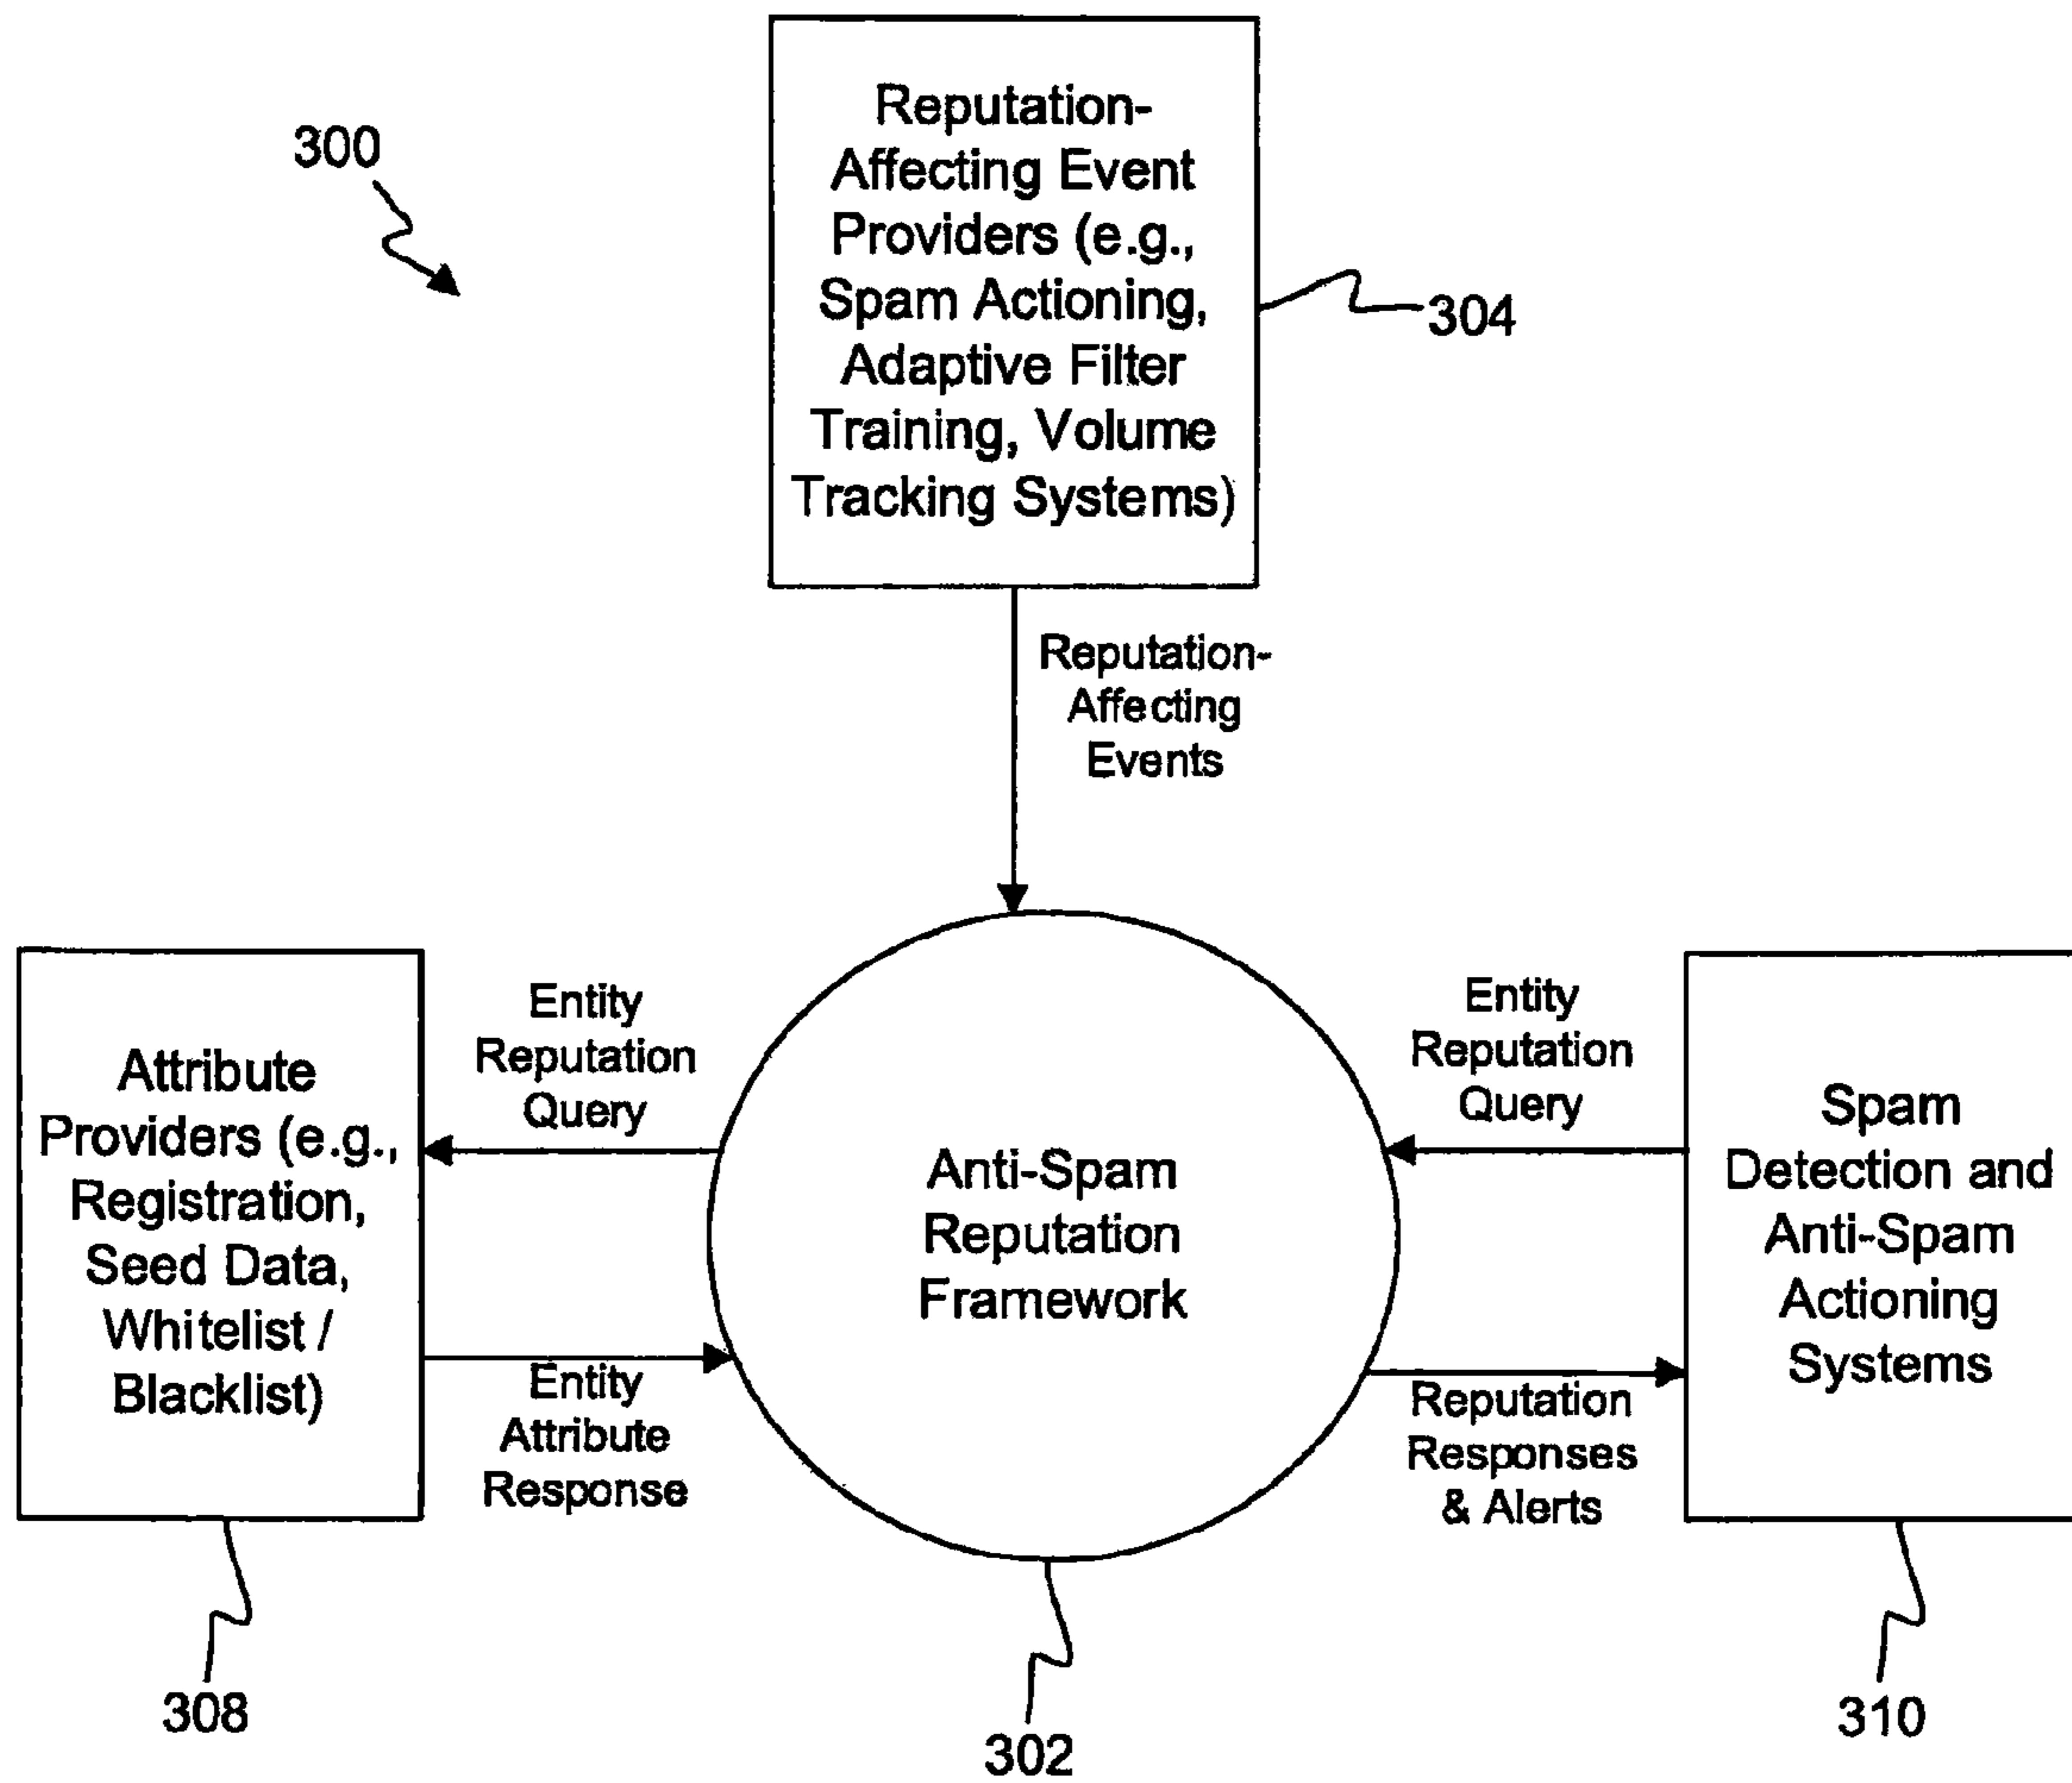 300
Reputation-
Affecting Event
Providers (e.g.,
Spam Actioning,
Adaptive Filter
Training, Volume
Tracking Systems)
304
Reputation-
Affecting
Events
Attribute
Providers (e.g.,
Registration,
Seed Data,
Whitelist /
Blacklist)
Entity
Reputation
Query
Entity
Attribute
Response
Anti-Spam
Reputation
Framework
Entity
Reputation
Query
Reputation
Responses
& Alerts
Spam
Detection and
Anti-Spam
Actioning
Systems
308
302
310